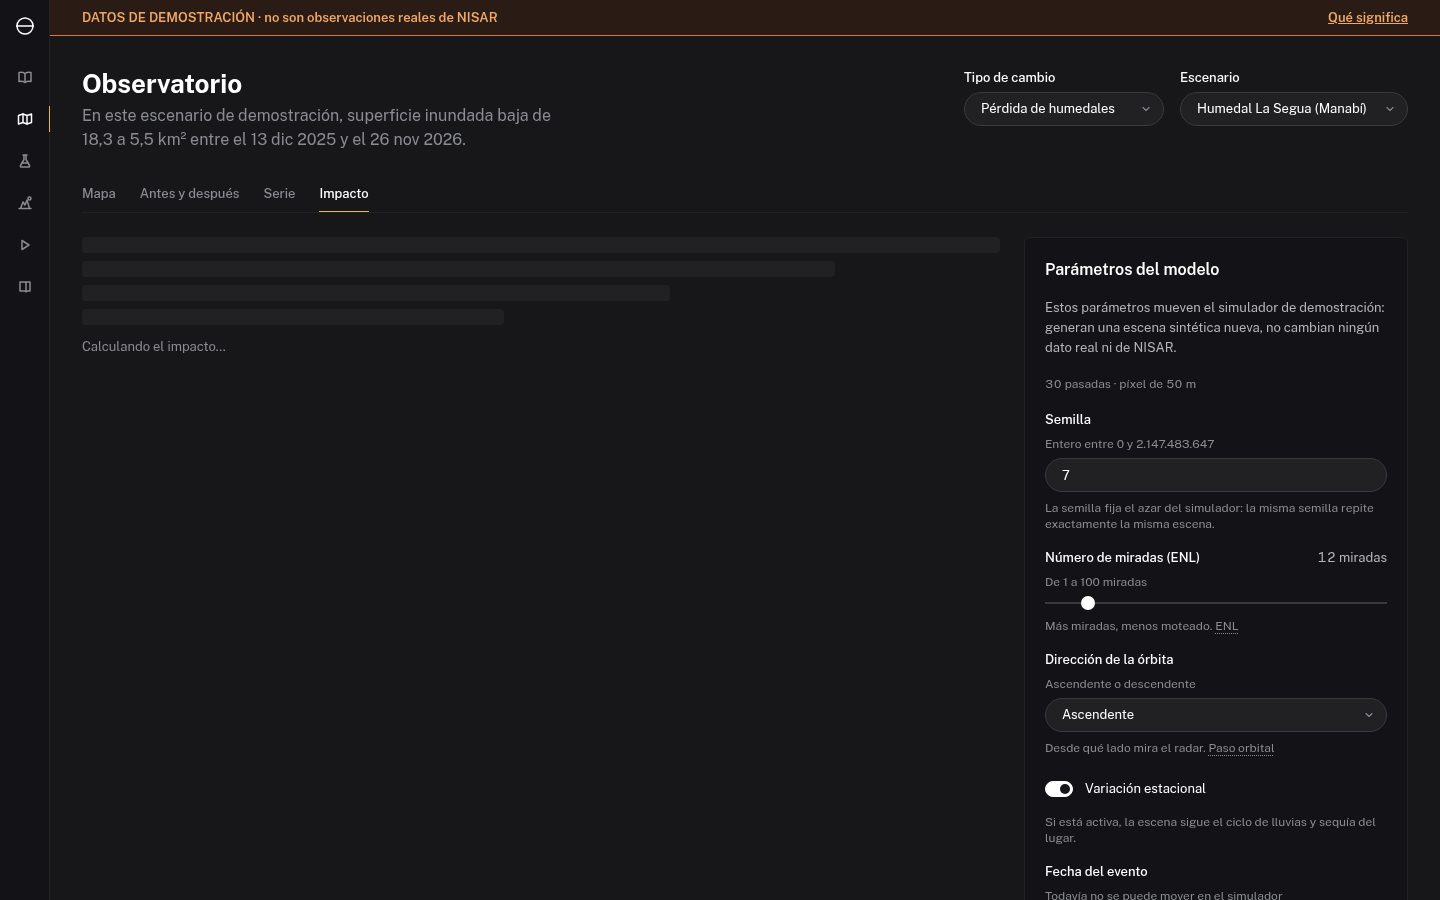 DATOS DE DEMOSTRACIÓN · no son observaciones reales de NISAR
Qué significa
Observatorio
En este escenario de demostración, superficie inundada baja de
18,3 a 5,5 km² entre el 13 dic 2025 y el 26 nov 2026.
Tipo de cambio
Pérdida de humedales
Escenario
Humedal La Segua (Manabí)
Mapa
Antes y después
Serie
Impacto
Calculando el impacto...
Parámetros del modelo
Estos parámetros mueven el simulador de demostración:
generan una escena sintética nueva, no cambian ningún
dato real ni de NISAR.
30 pasadas · píxel de 50 m
Semilla
Entero entre 0 y 2.147.483.647
7
La semilla fija el azar del simulador: la misma semilla repite
exactamente la misma escena.
Número de miradas (ENL)
12 miradas
De 1 a 100 miradas
Más miradas, menos moteado. ENL
Dirección de la órbita
Ascendente o descendente
Ascendente
Desde qué lado mira el radar. Paso orbital
Variación estacional
Si está activa, la escena sigue el ciclo de lluvias y sequía del
lugar.
Fecha del evento
Todavía no se puede mover en el simulador